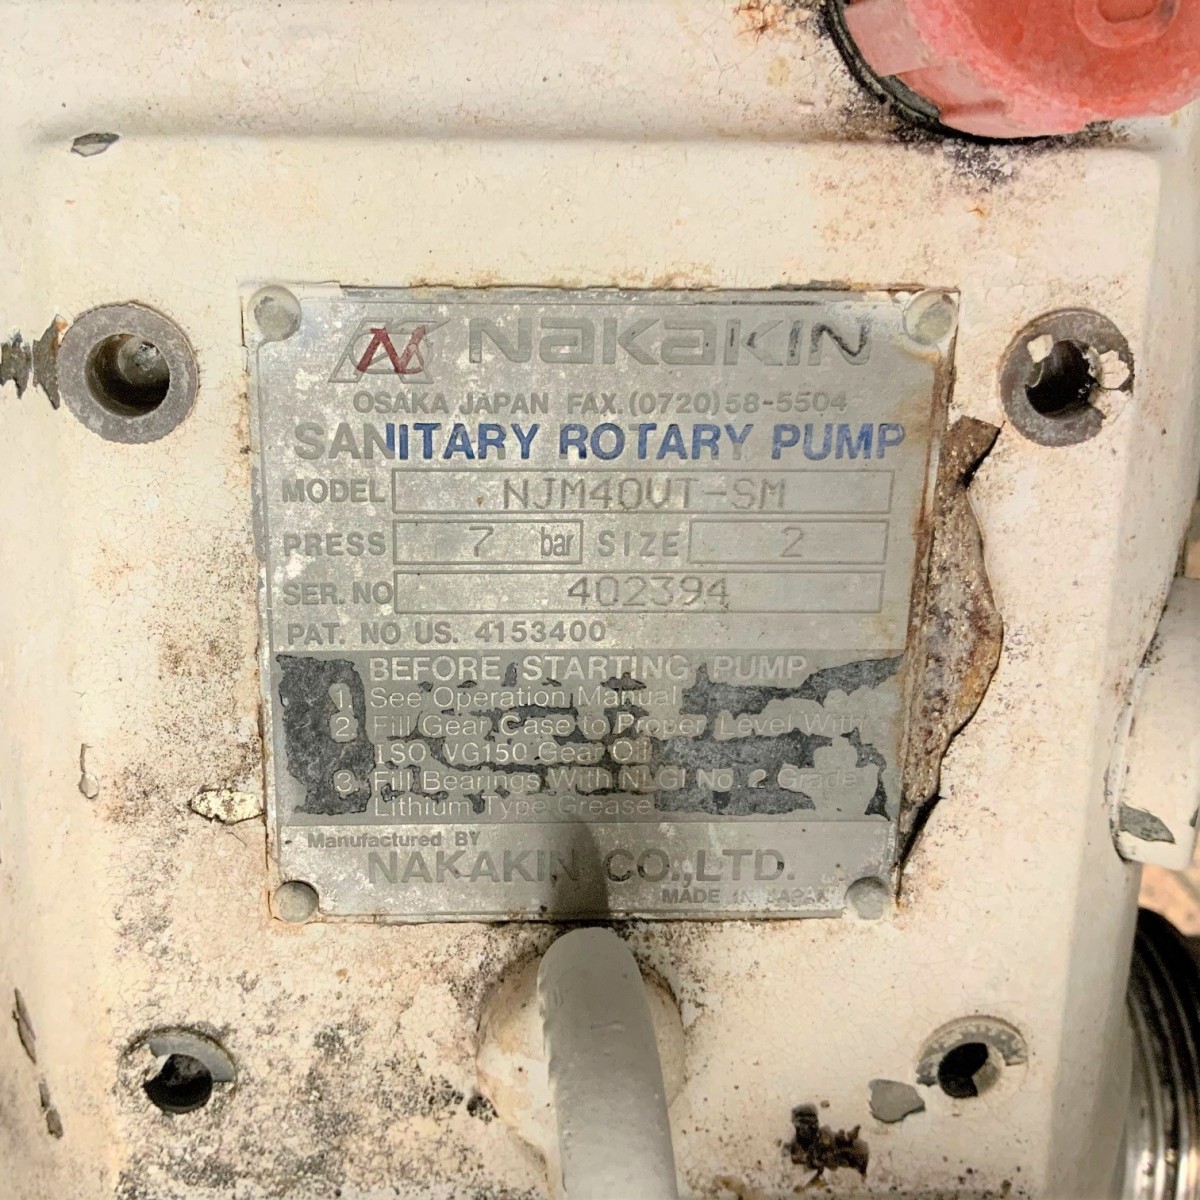 NAKAKIN
OSAKA JAPAN FAX.(0720)58-5504
SANITARY ROTARY PUMP
MODEL NJM40UT-SM
PRESS 7 bar SIZE 2
SER. NO 402394
PAT. NO US. 4153400
BEFORE STARTING PUMP
1. See Operation Manual
2. Fill Gear Case to Proper Level With
ISO VG150 Gear Oil
3. Fill Bearings With NLGI No. 2 Grade
Lithium Type Grease
Manufactured BY
NAKAKIN CO.,LTD.
MADE IN JAPAN